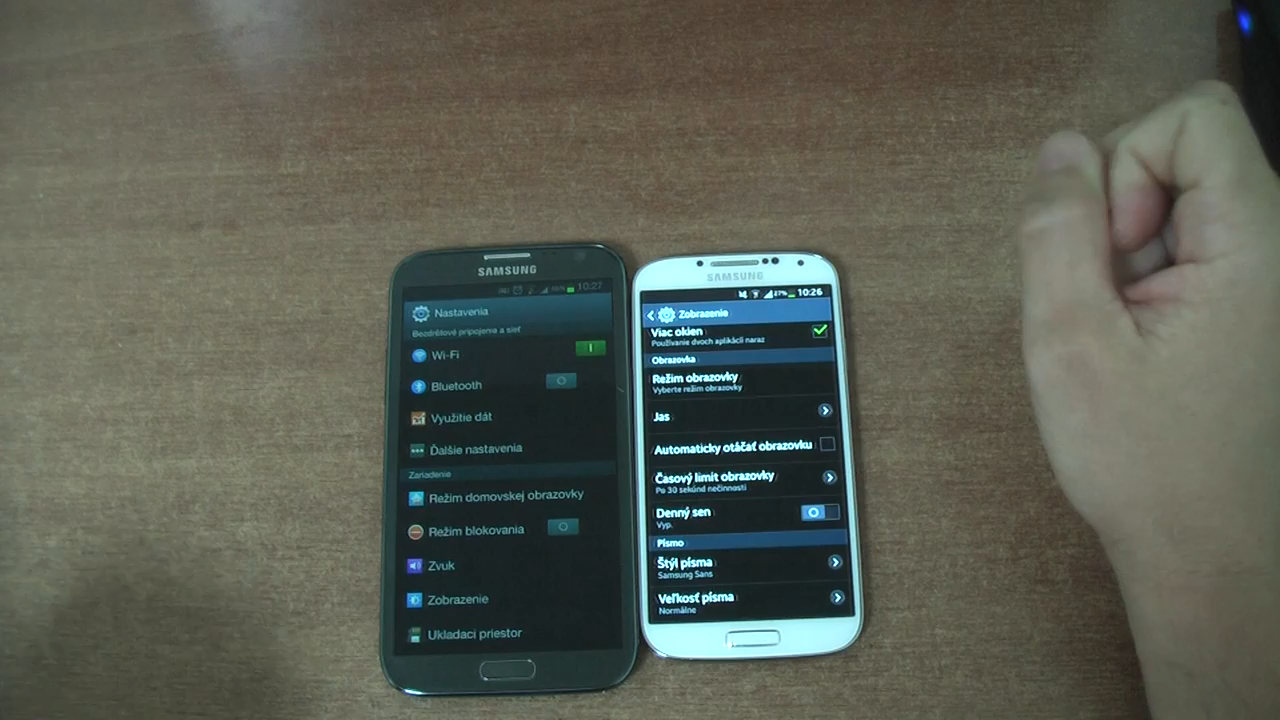 SAMSUNG
10:27
Nastavenia
Bezdrôtové pripojenia a sieť
Wi-Fi
Bluetooth
Využitie dát
Ďalšie nastavenia
Zariadenie
Režim domovskej obrazovky
Režim blokovania
Zvuk
Zobrazenie
Ukladací priestor
SAMSUNG
10:26
Zobrazenie
Viac okien
Používanie dvoch aplikácií naraz
Obrazovka
Režim obrazovky
Vyberte režim obrazovky
Jas
Automaticky otáčať obrazovku
Časový limit obrazovky
Po 30 sekúnd nečinnosti
Denný sen
Vyp.
Písmo
Štýl písma
Samsung Sans
Veľkosť písma
Normálne